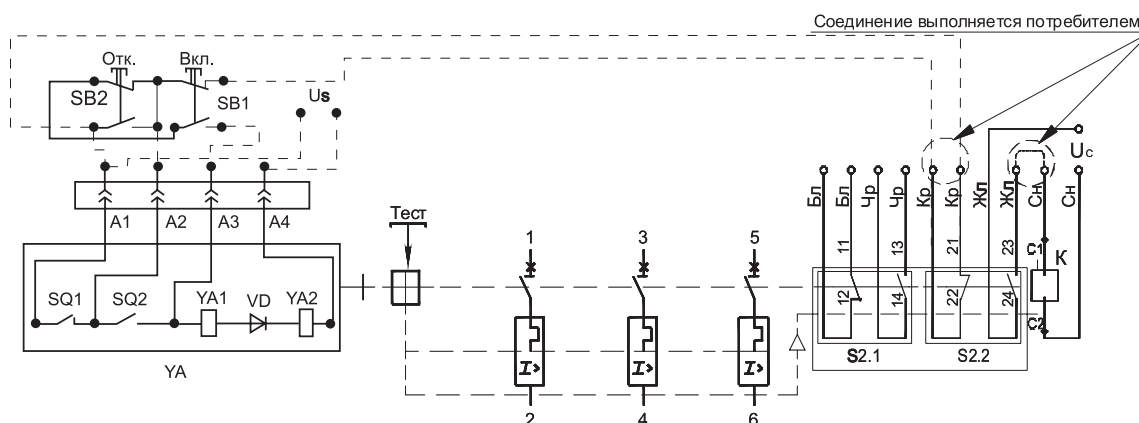 Соединение выполняется потребителем
Отк.
Вкл.
SB2
SB1
Us
Uc
A1
A2
A3
A4
Тест
1
3
5
Бл
Бл
Чр
Чр
Кр
Кр
Жл
Жл
Сн
Сн
11
13
21
23
C1
К
SQ1
SQ2
YA1
VD
YA2
12
14
22
24
C2
I>
I>
I>
S2.1
S2.2
YA
2
4
6